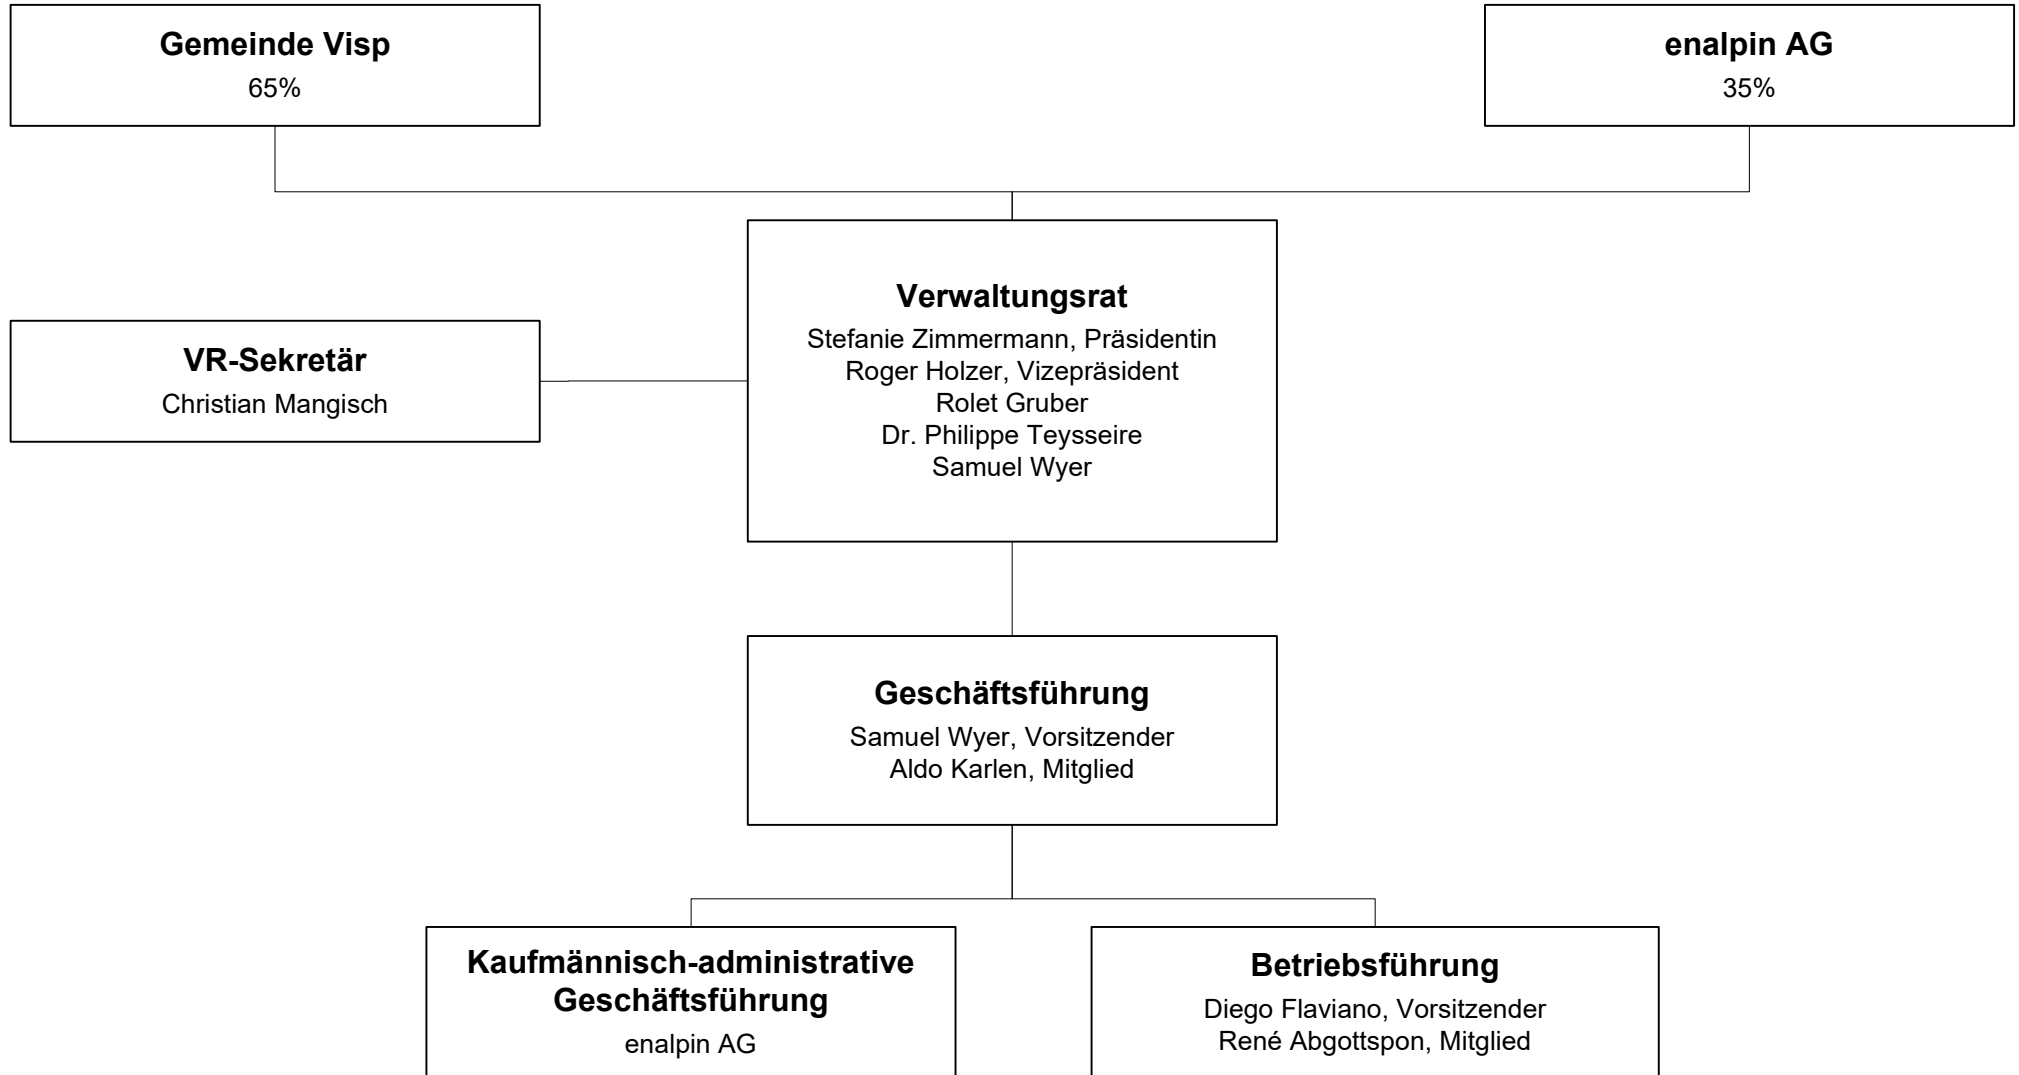 Gemeinde Visp
65%
enalpin AG
35%
Verwaltungsrat
Stefanie Zimmermann, Präsidentin
Roger Holzer, Vizepräsident
Rolet Gruber
Dr. Philippe Teysseire
Samuel Wyer
VR-Sekretär
Christian Mangisch
Geschäftsführung
Samuel Wyer, Vorsitzender
Aldo Karlen, Mitglied
Kaufmännisch-administrative
Geschäftsführung
enalpin AG
Betriebsführung
Diego Flaviano, Vorsitzender
René Abgottspon, Mitglied